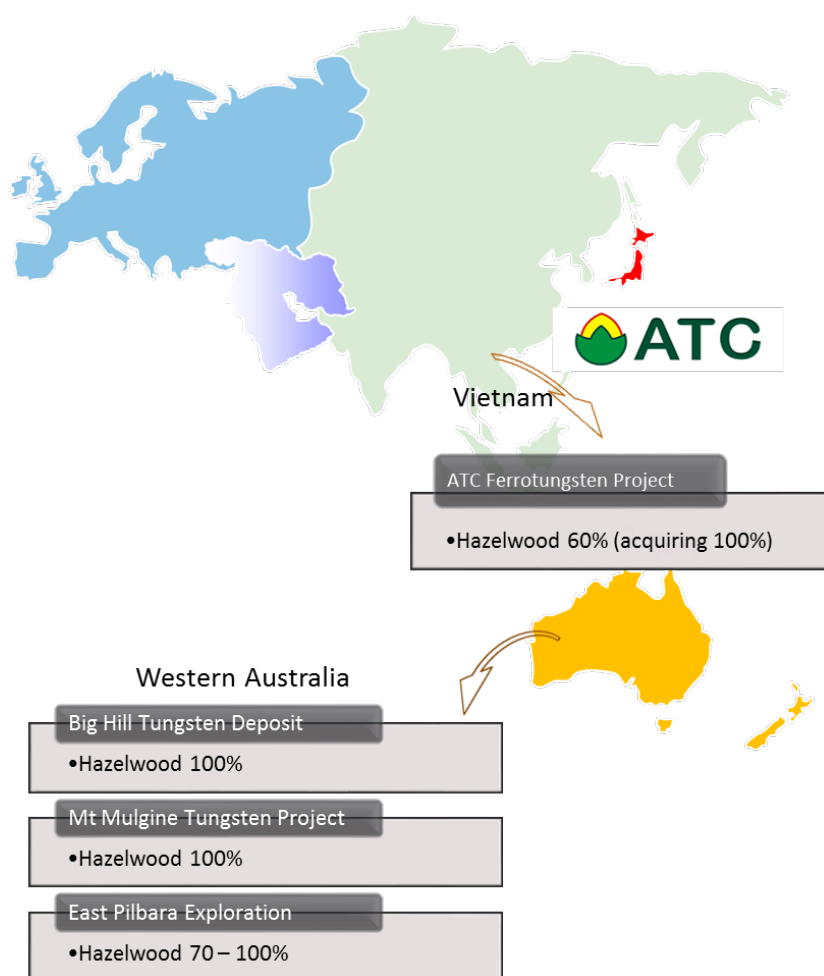 ATC
Vietnam
ATC Ferrotungsten Project
•Hazelwood 60% (acquiring 100%)
Western Australia
Big Hill Tungsten Deposit
•Hazelwood 100%
Mt Mulgine Tungsten Project
•Hazelwood 100%
East Pilbara Exploration
•Hazelwood 70 – 100%